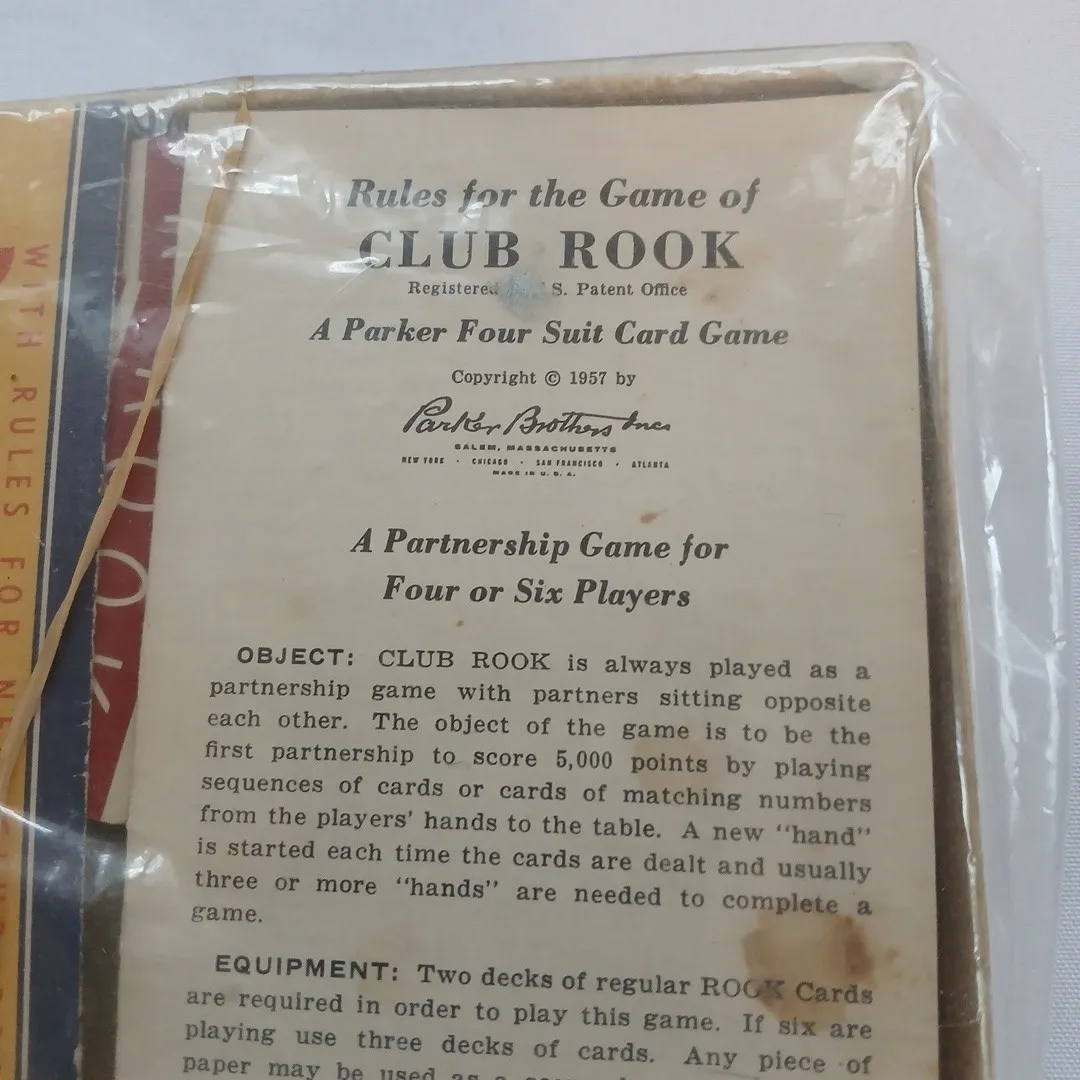 Rules for the Game of
CLUB ROOK
Registered S. Patent Office
A Parker Four Suit Card Game
Copyright © 1957 by
Parker Brothers Inc.
SALEM, MASSACHUSETTS
NEW YORK · CHICAGO · SAN FRANCISCO · ATLANTA
MADE IN U. S. A.
A Partnership Game for
Four or Six Players
OBJECT: CLUB ROOK is always played as a
partnership game with partners sitting opposite
each other. The object of the game is to be the
first partnership to score 5,000 points by playing
sequences of cards or cards of matching numbers
from the players' hands to the table. A new "hand"
is started each time the cards are dealt and usually
three or more "hands" are needed to complete a
game.
EQUIPMENT: Two decks of regular ROOK Cards
are required in order to play this game. If six are
playing use three decks of cards. Any piece of
paper may be used as a
WITH RULES FOR
ROOK